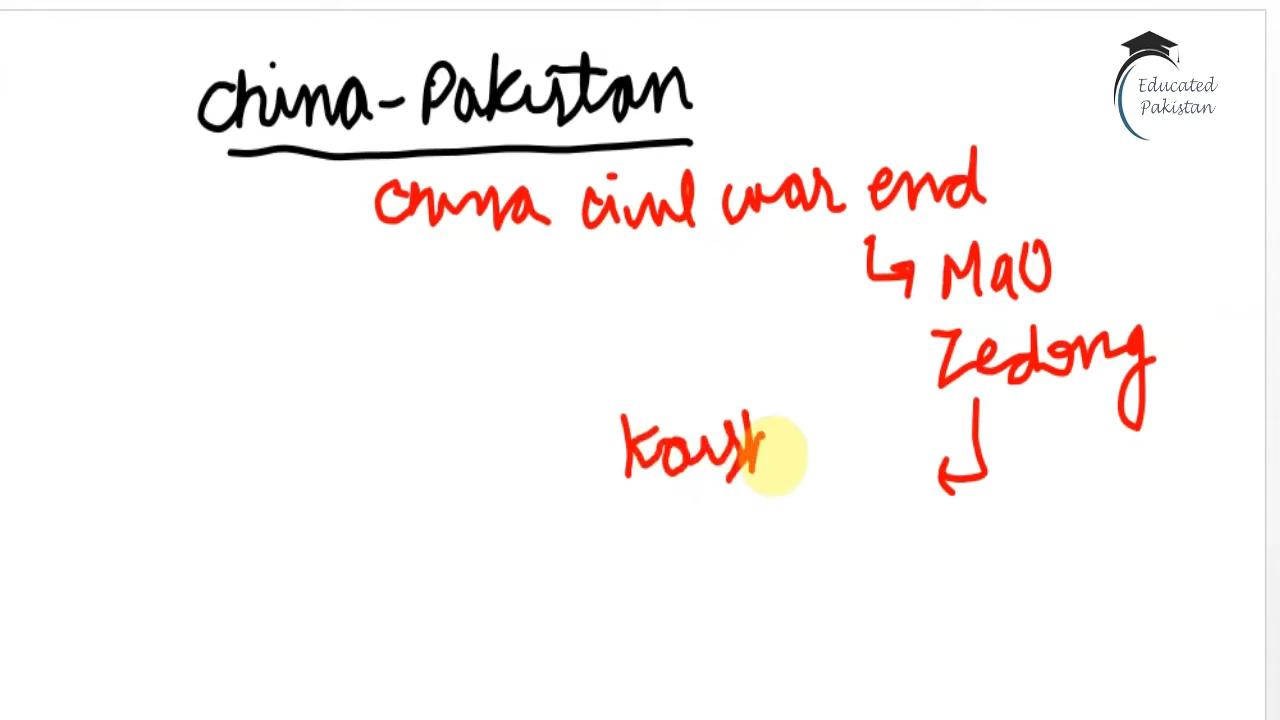 China-Pakistan
Educated
Pakistan
China civil war end
Mao
Zedong